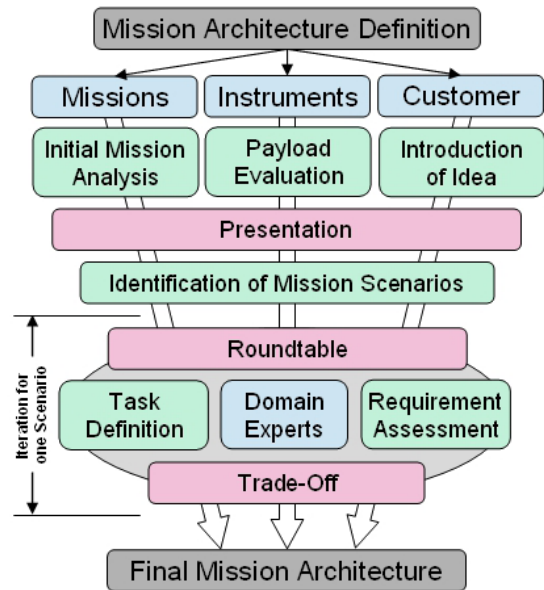 Mission Architecture Definition
Missions
Instruments
Customer
Initial Mission
Analysis
Payload
Evaluation
Introduction
of Idea
Presentation
Identification of Mission Scenarios
Iteration for
one Scenario
Roundtable
Task
Definition
Domain
Experts
Requirement
Assessment
Trade-Off
Final Mission Architecture